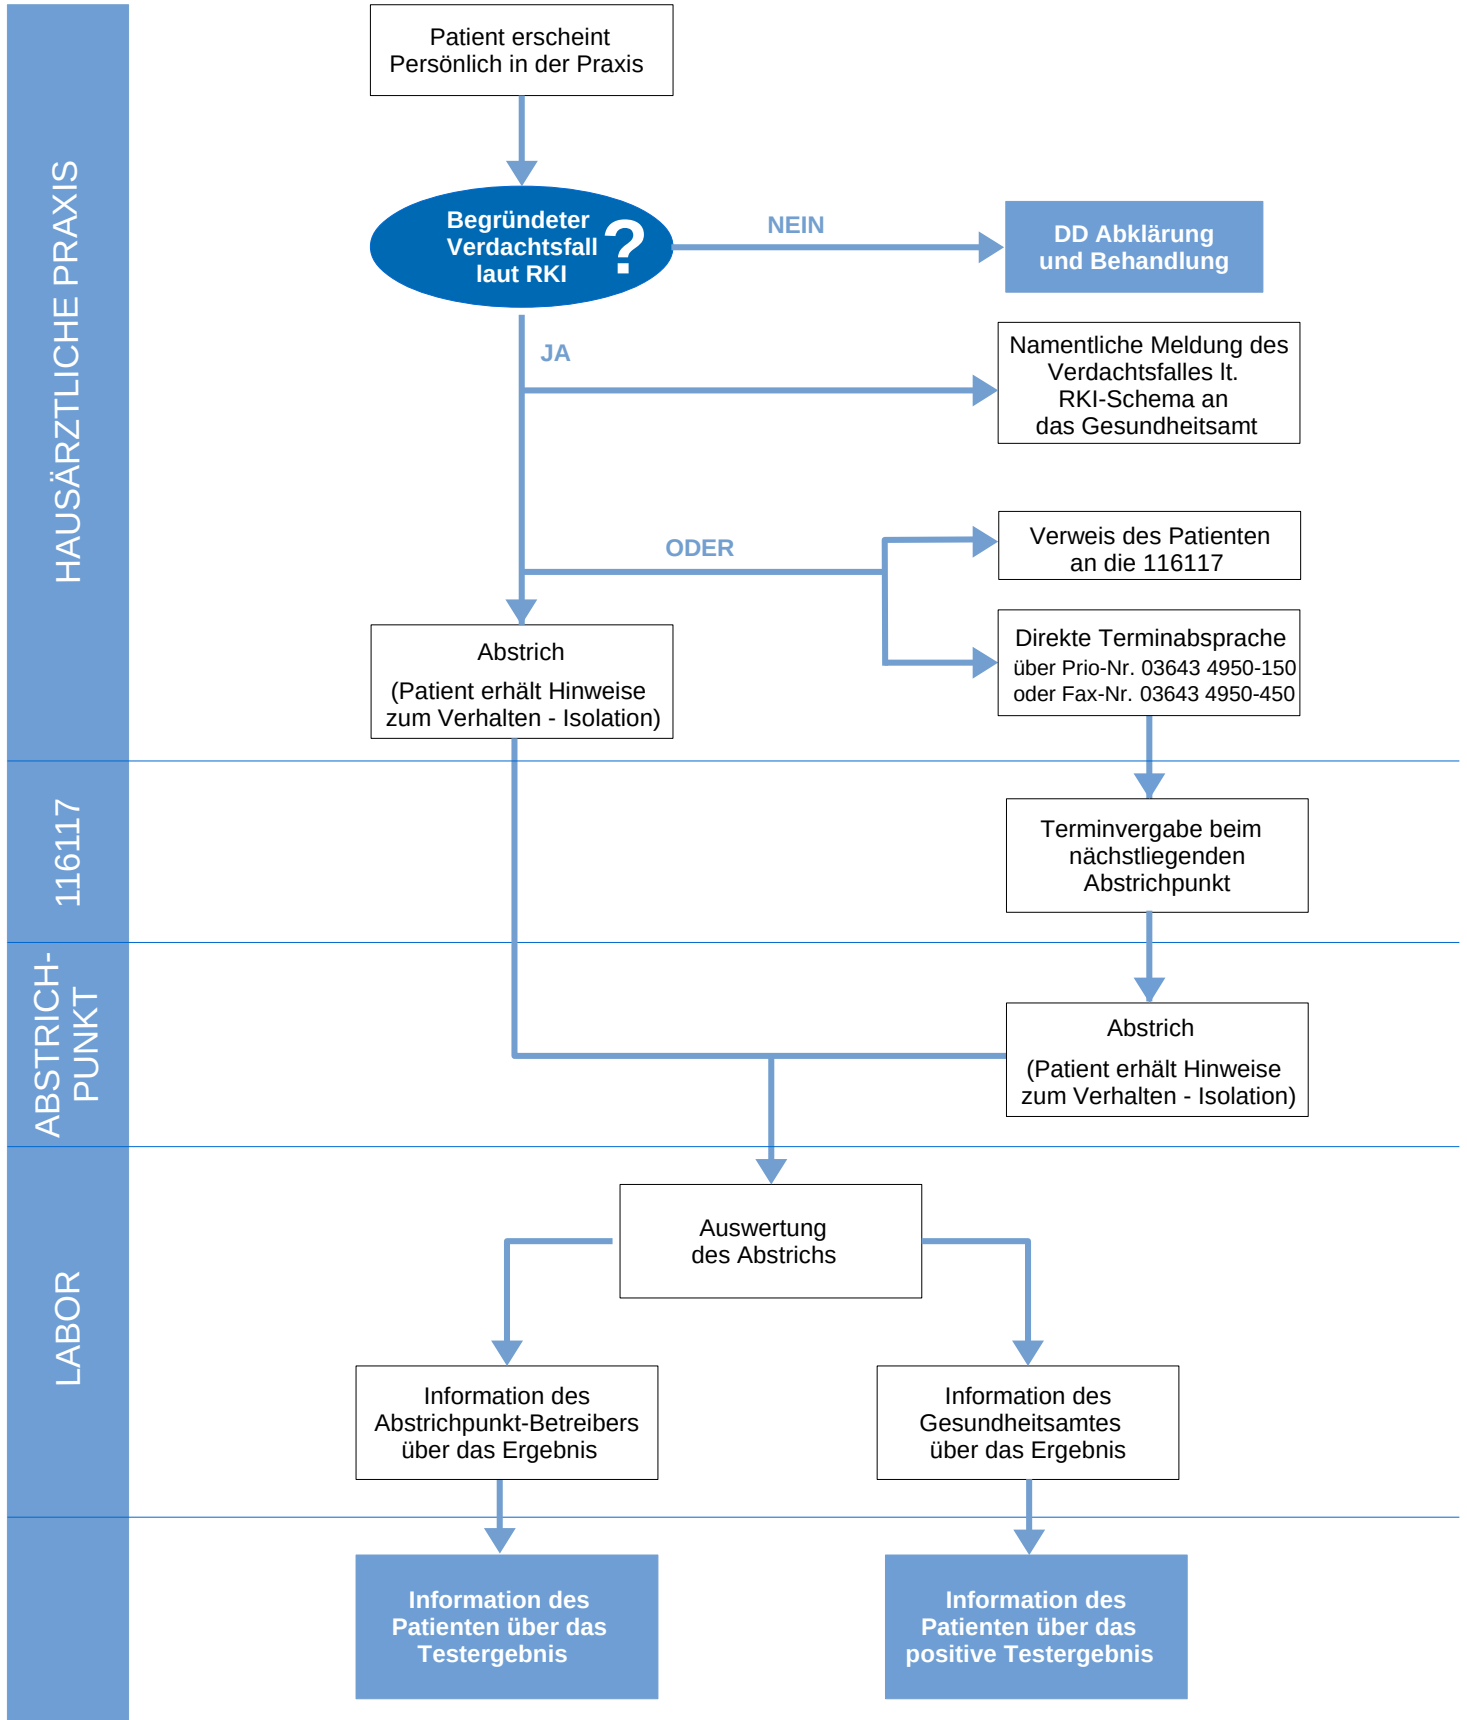 HAUSÄRZTLICHE PRAXIS
Patient erscheint
Persönlich in der Praxis
Begründeter
Verdachtsfall
laut RKI
?
NEIN
DD Abklärung
und Behandlung
JA
Namentliche Meldung des
Verdachtsfalles lt.
RKI-Schema an
das Gesundheitsamt
ODER
Verweis des Patienten
an die 116117
Direkte Terminabsprache
über Prio-Nr. 03643 4950-150
oder Fax-Nr. 03643 4950-450
Abstrich
(Patient erhält Hinweise
zum Verhalten - Isolation)
116117
Terminvergabe beim
nächstliegenden
Abstrichpunkt
ABSTRICH-
PUNKT
Abstrich
(Patient erhält Hinweise
zum Verhalten - Isolation)
LABOR
Auswertung
des Abstrichs
Information des
Abstrichpunkt-Betreibers
über das Ergebnis
Information des
Gesundheitsamtes
über das Ergebnis
Information des
Patienten über das
Testergebnis
Information des
Patienten über das
positive Testergebnis